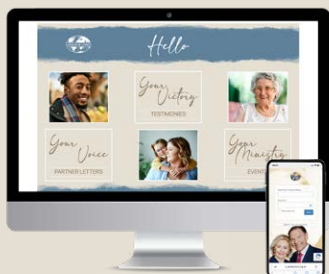 Hello
Your
Victory
TESTIMONIES
Your
Voice
PARTNER LETTERS
Your
Ministry
EVENTS